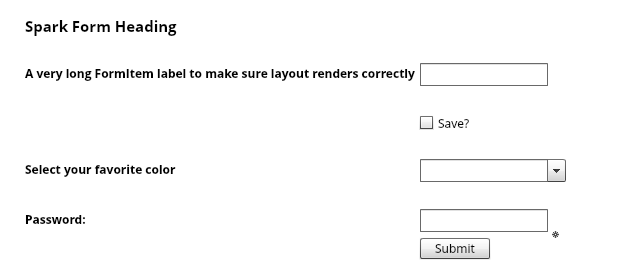 Spark Form Heading
A very long FormItem label to make sure layout renders correctly
Save?
Select your favorite color
Password:
Submit